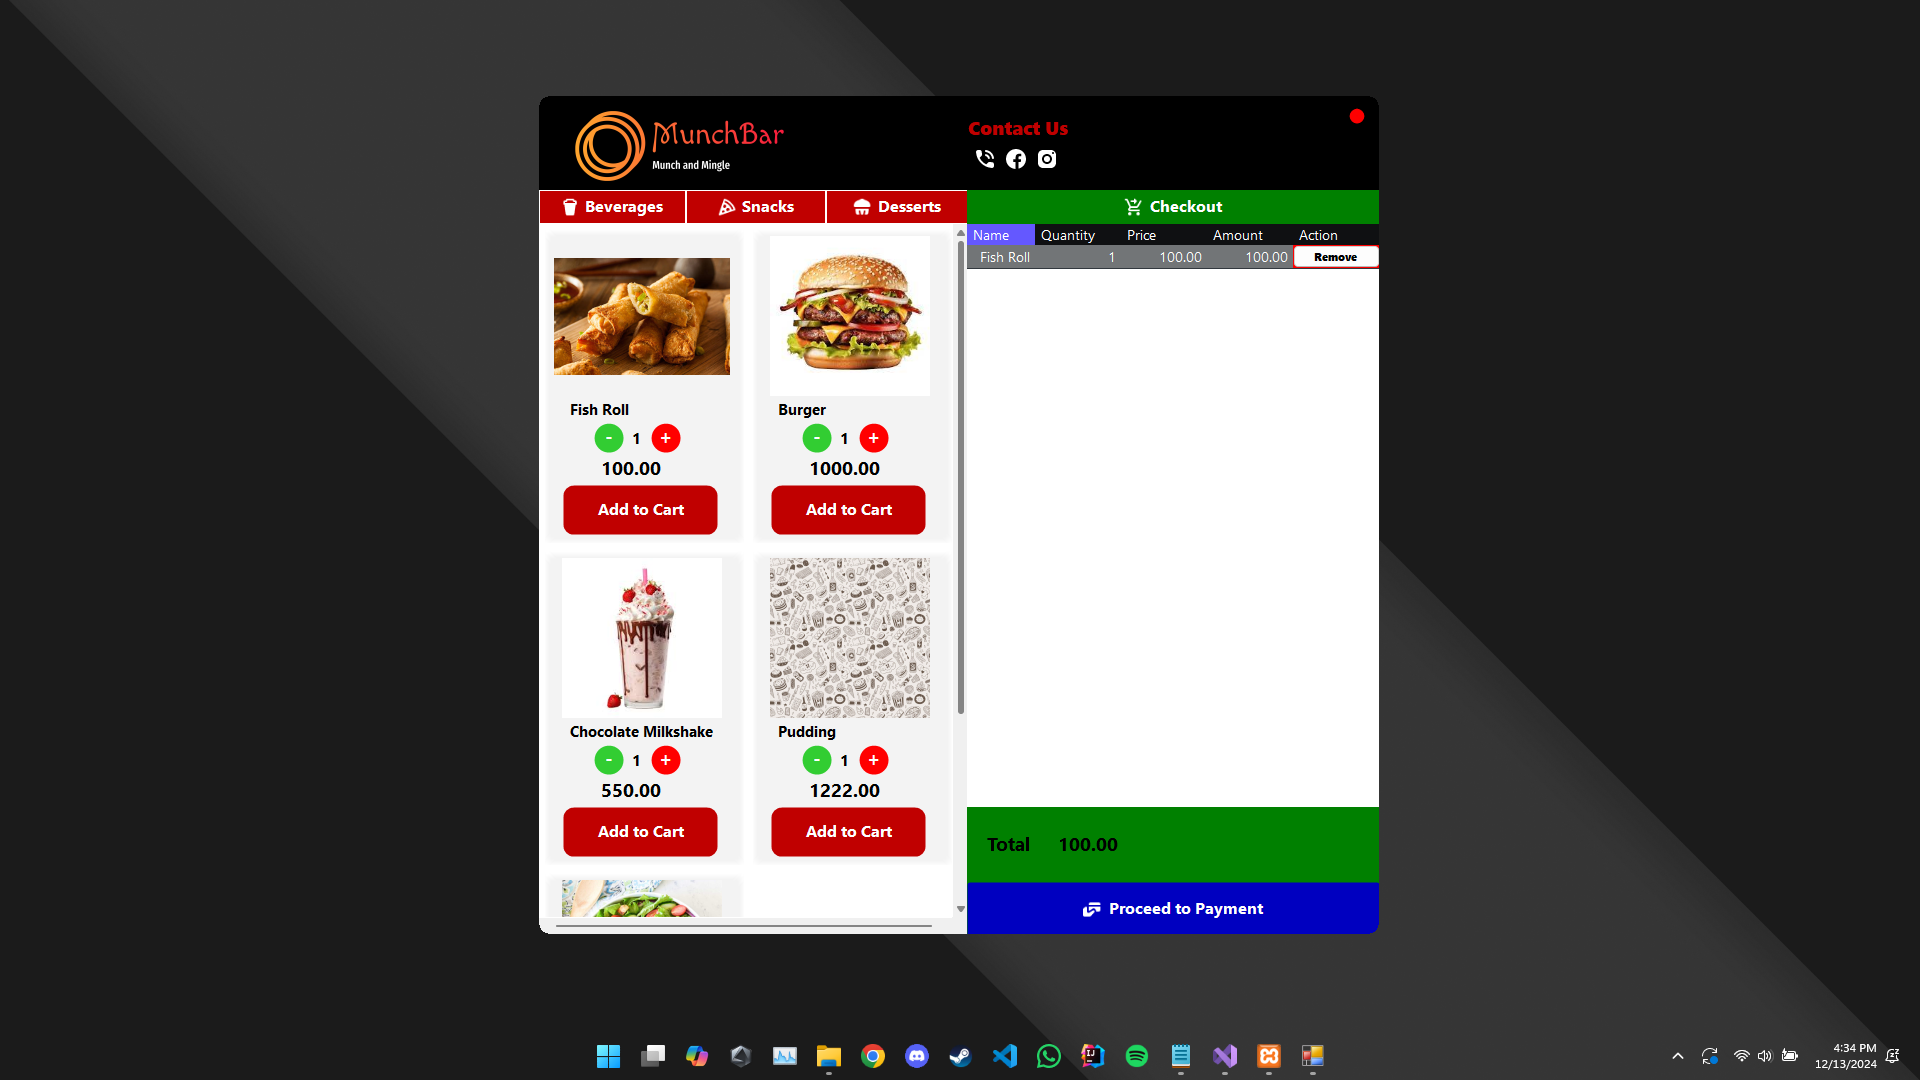 MunchBar
Munch and Mingle
Contact Us
Beverages
Snacks
Desserts
Checkout
Name Quantity Price Amount Action
Fish Roll 1 100.00 100.00 Remove
Fish Roll
- 1 +
100.00
Add to Cart
Burger
- 1 +
1000.00
Add to Cart
Chocolate Milkshake
- 1 +
550.00
Add to Cart
Pudding
- 1 +
1222.00
Add to Cart
Total 100.00
Proceed to Payment
4:34 PM
12/13/2024